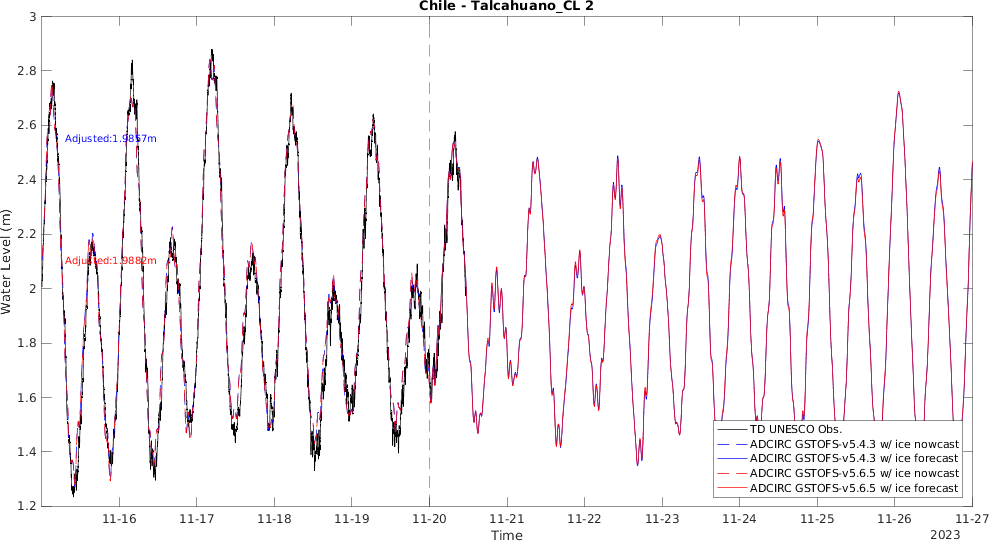 Chile - Talcahuano_CL 2
3
2.8
2.6
2.4
2.2
2
1.8
1.6
1.4
1.2
Water Level (m)
Adjusted:1.9857m
Adjusted:1.9882m
TD UNESCO Obs.
ADCIRC GSTOFS-v5.4.3 w/ ice nowcast
ADCIRC GSTOFS-v5.4.3 w/ ice forecast
ADCIRC GSTOFS-v5.6.5 w/ ice nowcast
ADCIRC GSTOFS-v5.6.5 w/ ice forecast
11-16 11-17 11-18 11-19 11-20 11-21 11-22 11-23 11-24 11-25 11-26 11-27
Time
2023